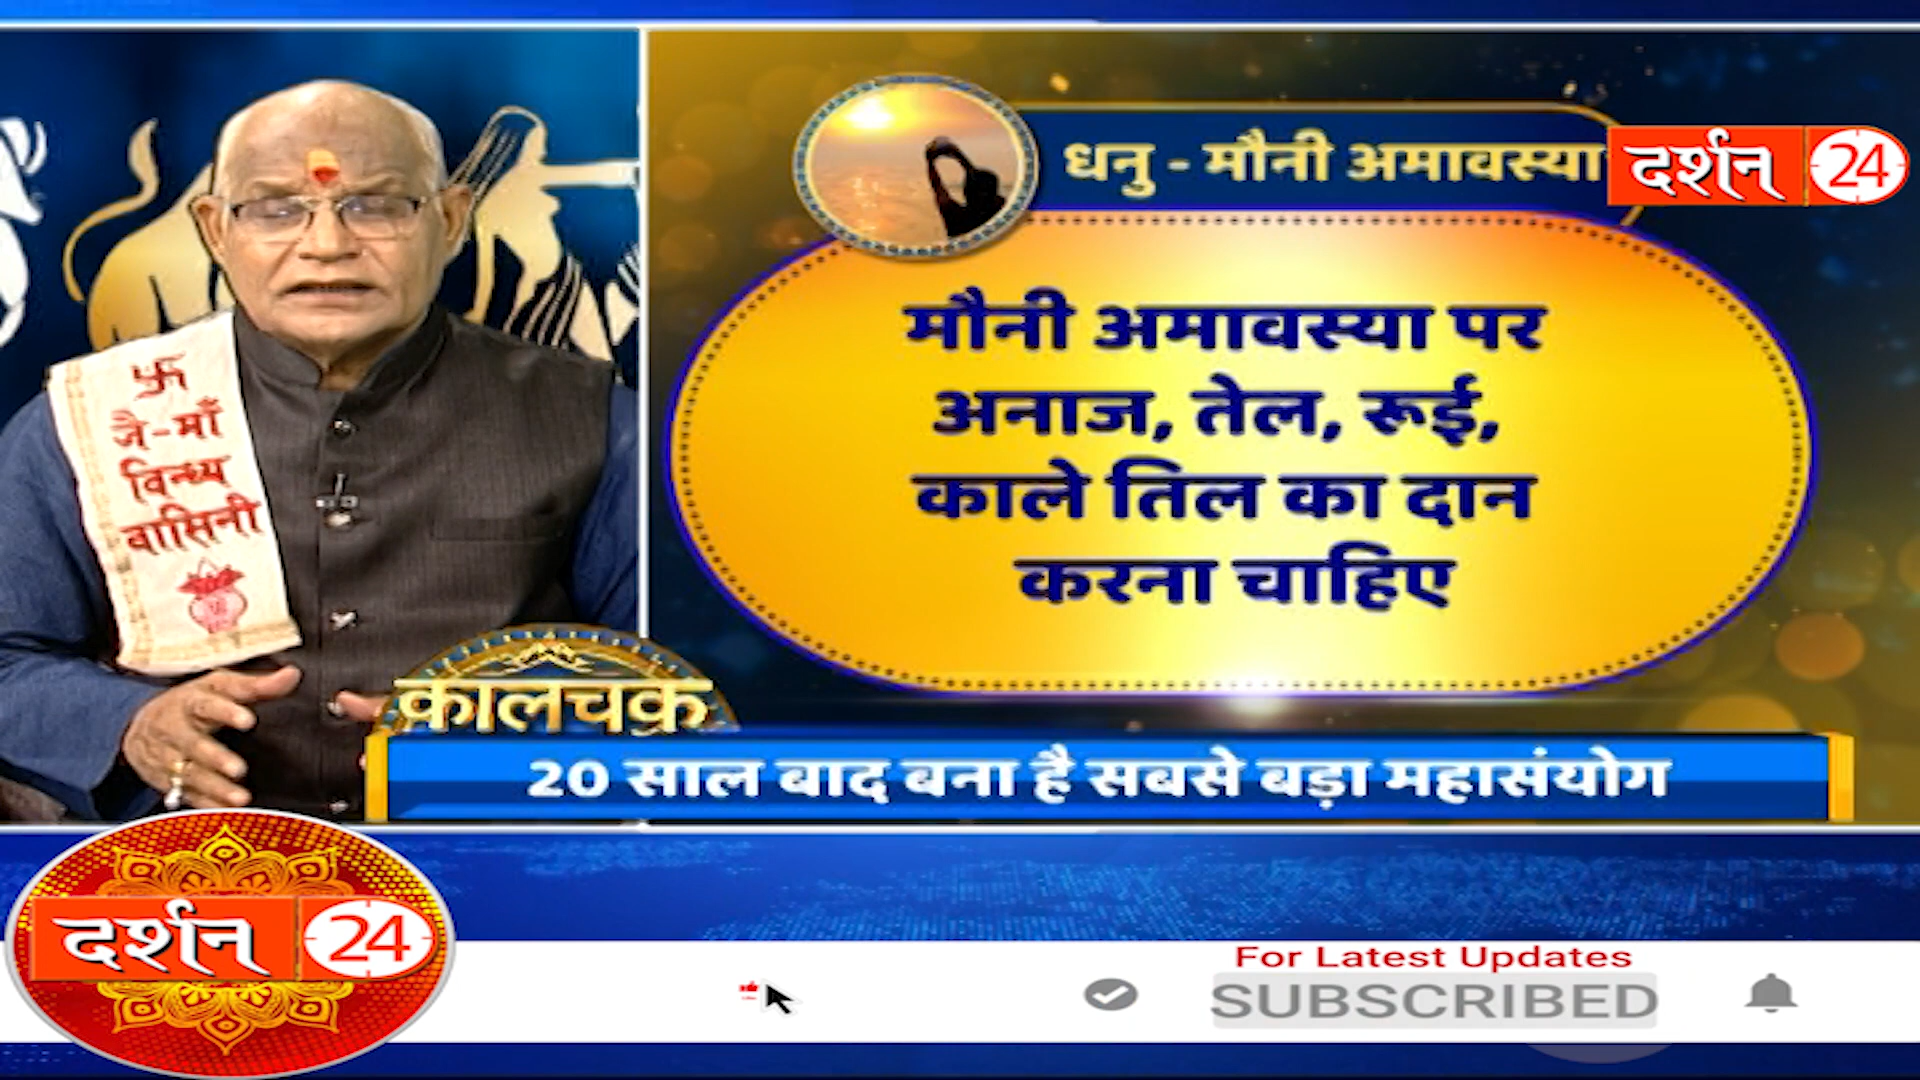 धनु - मौनी अमावस्या
दर्शन 24
मौनी अमावस्या पर
अनाज, तेल, रूई,
काले तिल का दान
करना चाहिए
जै-माँ
विन्ध्य
वासिनी
कालचक्र
20 साल बाद बना है सबसे बड़ा महासंयोग
दर्शन 24
For Latest Updates
SUBSCRIBED